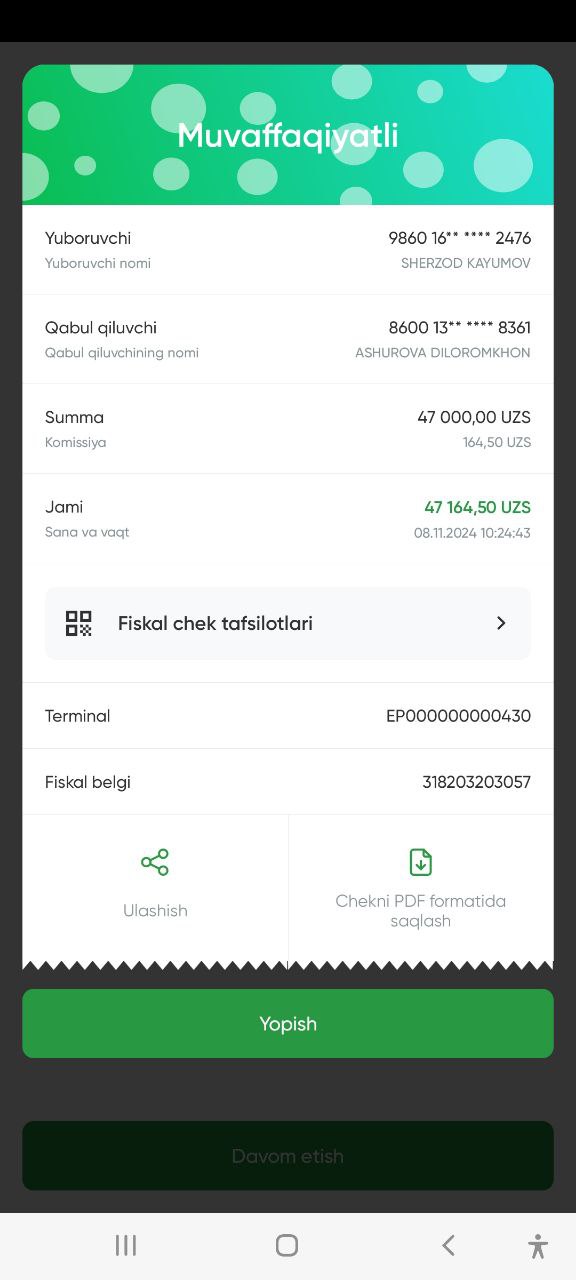 Muvaffaqiyatli
Yuboruvchi 9860 16** **** 2476
Yuboruvchi nomi SHERZOD KAYUMOV
Qabul qiluvchi 8600 13** **** 8361
Qabul qiluvchining nomi ASHUROVA DILOROMKHON
Summa 47 000,00 UZS
Komissiya 164,50 UZS
Jami 47 164,50 UZS
Sana va vaqt 08.11.2024 10:24:43
Fiskal chek tafsilotlari
Terminal EP000000000430
Fiskal belgi 318203203057
Ulashish
Chekni PDF formatida
saqlash
Yopish
Davom etish